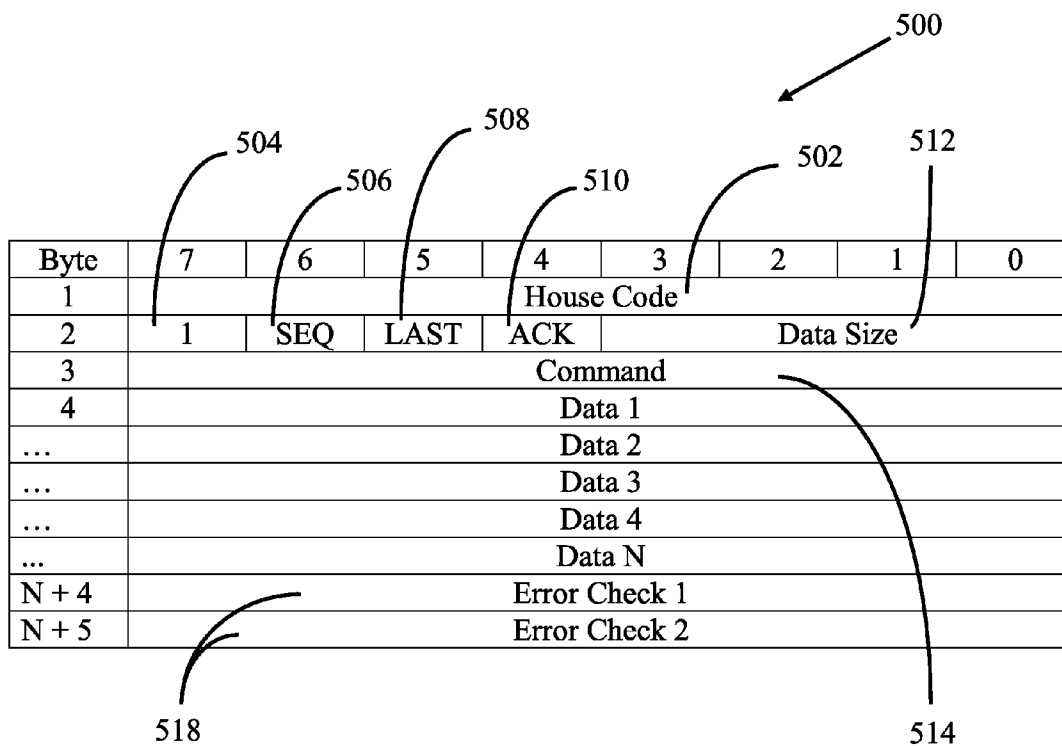 500
508
504
502
512
506
510
Byte 7 6 5 4 3 2 1 0
1 House Code
2 1 SEQ LAST ACK Data Size
3 Command
4 Data 1
… Data 2
… Data 3
… Data 4
... Data N
N + 4 Error Check 1
N + 5 Error Check 2
518
514